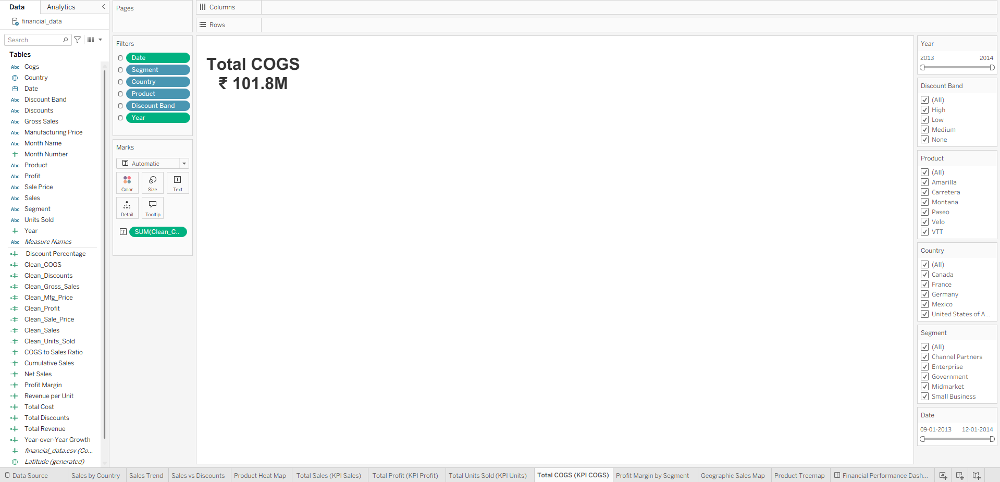 Data
Analytics
financial_data
Search
Tables
Abc Cogs
Country
Date
Abc Discount Band
Abc Discounts
Abc Gross Sales
Abc Manufacturing Price
Abc Month Name
Month Number
Abc Product
Abc Profit
Abc Sale Price
Abc Sales
Abc Segment
Abc Units Sold
Year
Abc Measure Names
Discount Percentage
Clean_COGS
Clean_Discounts
Clean_Gross_Sales
Clean_Mfg_Price
Clean_Profit
Clean_Sale_Price
Clean_Sales
Clean_Units_Sold
COGS to Sales Ratio
Cumulative Sales
Net Sales
Profit Margin
Revenue per Unit
Total Cost
Total Discounts
Total Revenue
Year-over-Year Growth
financial_data.csv (Co...
Latitude (generated)
Pages
Filters
Date
Segment
Country
Product
Discount Band
Year
Marks
Automatic
Color Size Text
Detail Tooltip
SUM(Clean_C..
Columns
Rows
Total COGS
₹ 101.8M
Year
2013 2014
Discount Band
(All)
High
Low
Medium
None
Product
(All)
Amarilla
Carretera
Montana
Paseo
Velo
VTT
Country
(All)
Canada
France
Germany
Mexico
United States of A...
Segment
(All)
Channel Partners
Enterprise
Government
Midmarket
Small Business
Date
09-01-2013 12-01-2014
Data Source Sales by Country Sales Trend Sales vs Discounts Product Heat Map Total Sales (KPI Sales) Total Profit (KPI Profit) Total Units Sold (KPI Units) Total COGS (KPI COGS) Profit Margin by Segment Geographic Sales Map Product Treemap Financial Performance Dash...